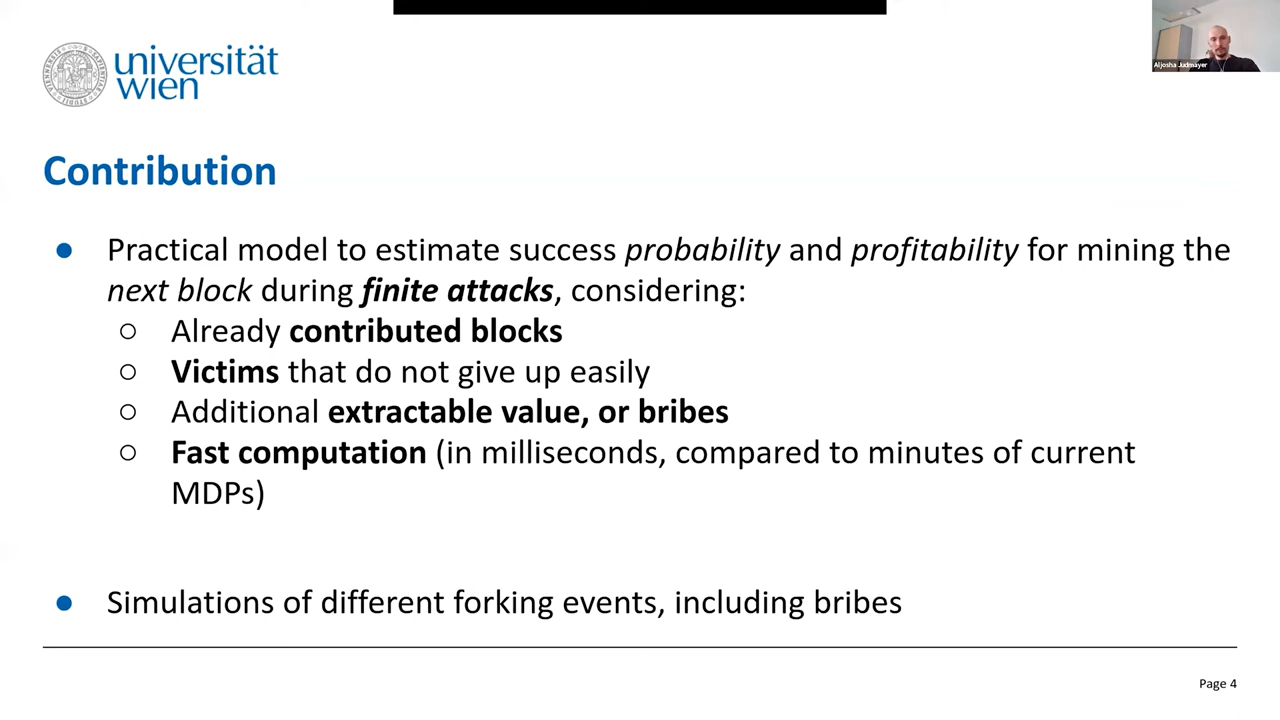 universität
wien
Aljosha Judmayer
Contribution
● Practical model to estimate success probability and profitability for mining the
next block during finite attacks, considering:
○ Already contributed blocks
○ Victims that do not give up easily
○ Additional extractable value, or bribes
○ Fast computation (in milliseconds, compared to minutes of current
MDPs)
● Simulations of different forking events, including bribes
Page 4